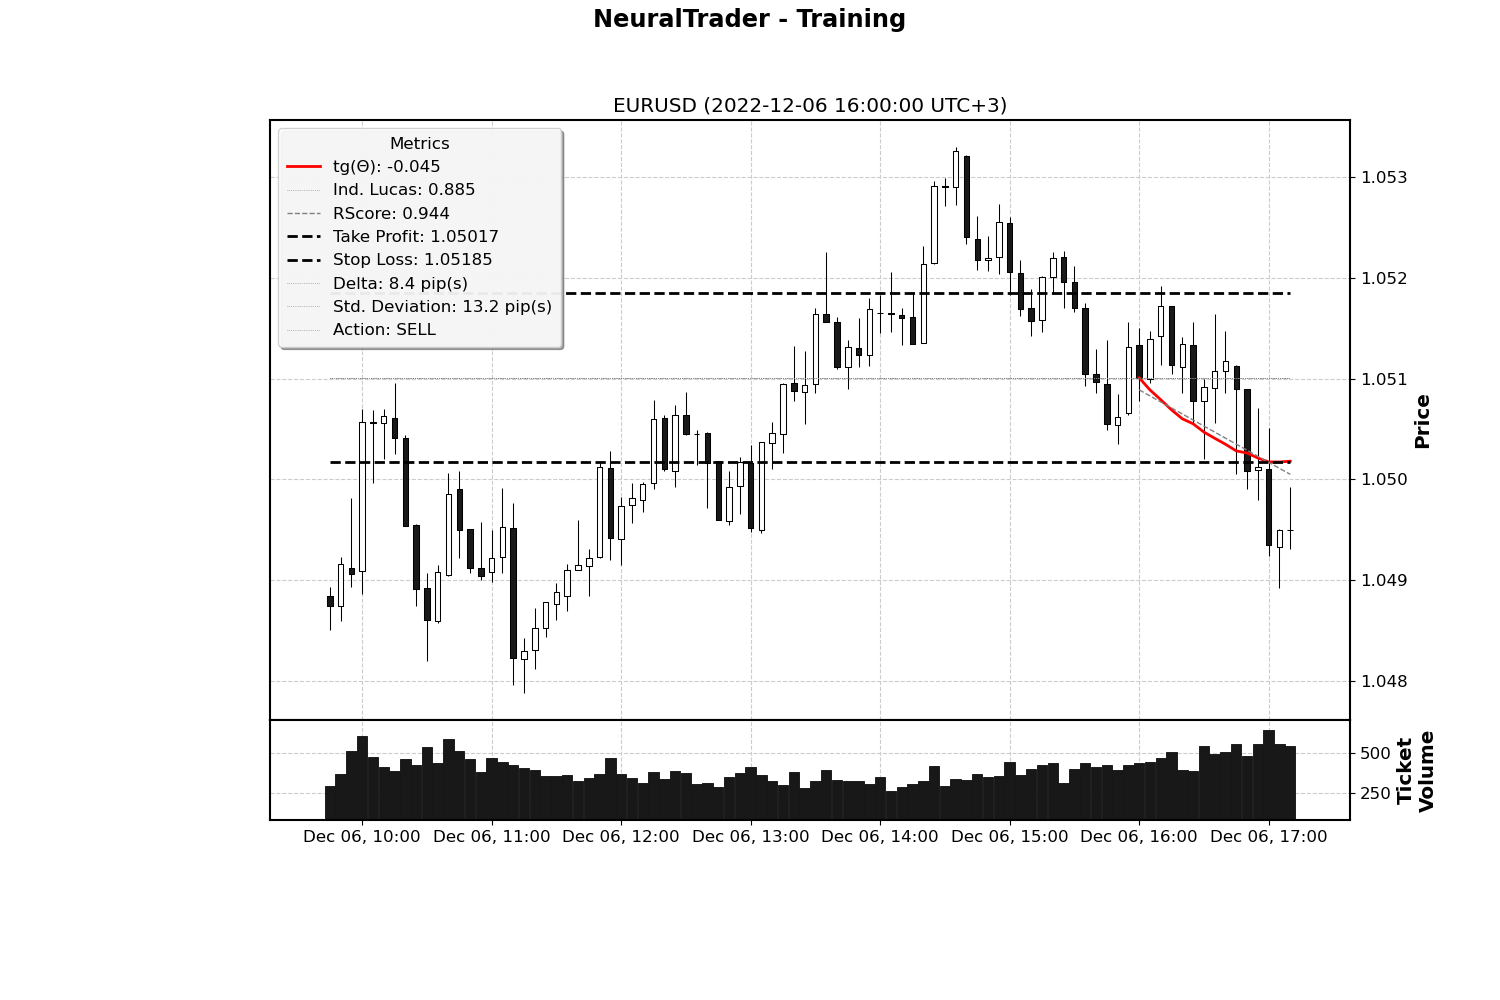 NeuralTrader - Training
EURUSD (2022-12-06 16:00:00 UTC+3)
Metrics
tg(Θ): -0.045
Ind. Lucas: 0.885
RScore: 0.944
Take Profit: 1.05017
Stop Loss: 1.05185
Delta: 8.4 pip(s)
Std. Deviation: 13.2 pip(s)
Action: SELL
1.053
1.052
1.051
1.050
1.049
1.048
Price
500
250
Ticket
Volume
Dec 06, 10:00
Dec 06, 11:00
Dec 06, 12:00
Dec 06, 13:00
Dec 06, 14:00
Dec 06, 15:00
Dec 06, 16:00
Dec 06, 17:00